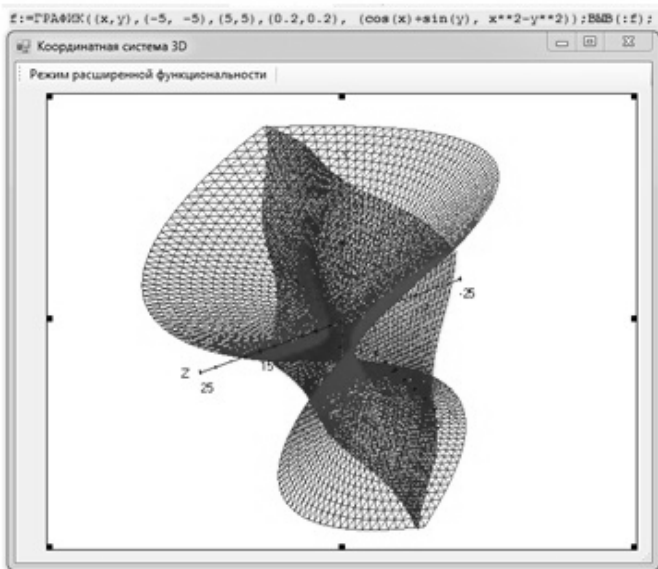 f:=ГРАФИК((x,y),(-5, -5),(5,5),(0.2,0.2), (cos(x)+sin(y), x**2-y**2));ВЫВ(:f);
Координатная система 3D
Режим расширенной функциональности
-25
Z
15
25